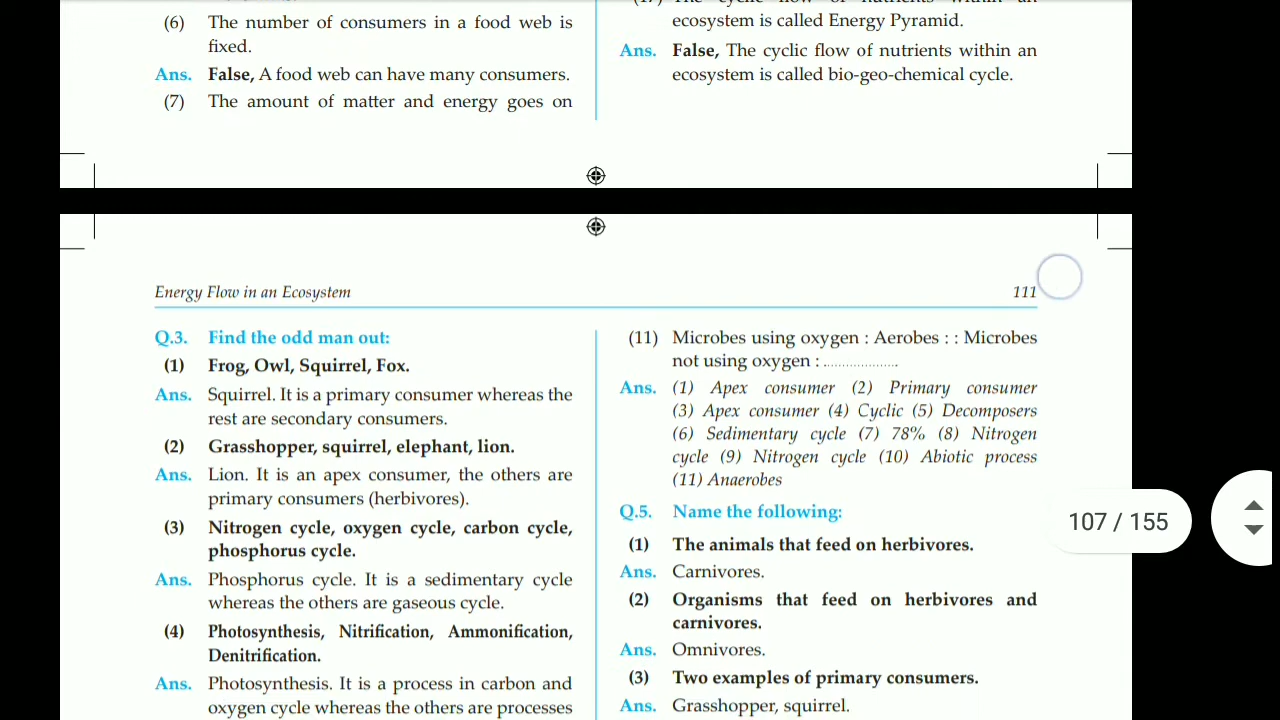 (6) The number of consumers in a food web is
fixed.
Ans. False, A food web can have many consumers.
(7) The amount of matter and energy goes on
ecosystem is called Energy Pyramid.
Ans. False, The cyclic flow of nutrients within an
ecosystem is called bio-geo-chemical cycle.
Energy Flow in an Ecosystem
111
Q.3. Find the odd man out:
(1) Frog, Owl, Squirrel, Fox.
Ans. Squirrel. It is a primary consumer whereas the
rest are secondary consumers.
(2) Grasshopper, squirrel, elephant, lion.
Ans. Lion. It is an apex consumer, the others are
primary consumers (herbivores).
(3) Nitrogen cycle, oxygen cycle, carbon cycle,
phosphorus cycle.
Ans. Phosphorus cycle. It is a sedimentary cycle
whereas the others are gaseous cycle.
(4) Photosynthesis, Nitrification, Ammonification,
Denitrification.
Ans. Photosynthesis. It is a process in carbon and
oxygen cycle whereas the others are processes
(11) Microbes using oxygen : Aerobes : : Microbes
not using oxygen : ...................
Ans. (1) Apex consumer (2) Primary consumer
(3) Apex consumer (4) Cyclic (5) Decomposers
(6) Sedimentary cycle (7) 78% (8) Nitrogen
cycle (9) Nitrogen cycle (10) Abiotic process
(11) Anaerobes
Q.5. Name the following:
(1) The animals that feed on herbivores.
Ans. Carnivores.
(2) Organisms that feed on herbivores and
carnivores.
Ans. Omnivores.
(3) Two examples of primary consumers.
Ans. Grasshopper, squirrel.
107 / 155